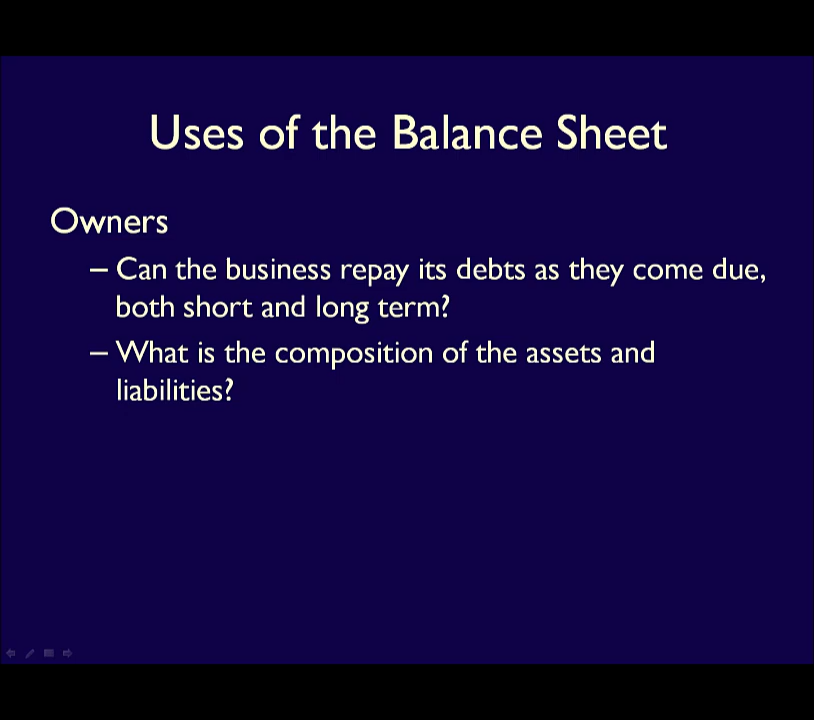 Uses of the Balance Sheet
Owners
– Can the business repay its debts as they come due,
both short and long term?
– What is the composition of the assets and
liabilities?